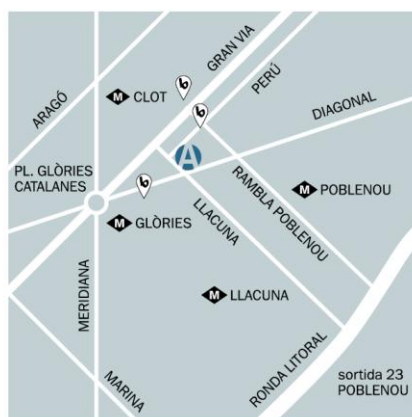 GRAN VIA
PERÚ
ARAGÓ
M CLOT
DIAGONAL
A
PL. GLÒRIES
CATALANES
RAMBLA POBLENOU
M POBLENOU
LLACUNA
M GLÒRIES
MERIDIANA
M LLACUNA
RONDA LITORAL
MARINA
sortida 23
POBLENOU